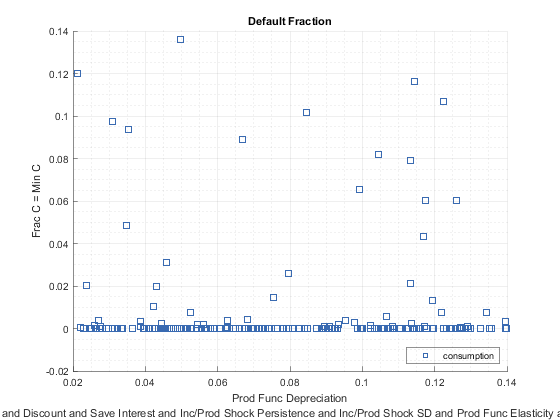 Default Fraction
0.14
0.12
0.1
0.08
0.06
0.04
0.02
0
-0.02
Frac C = Min C
consumption
0.02 0.04 0.06 0.08 0.1 0.12 0.14
Prod Func Depreciation
and Discount and Save Interest and Inc/Prod Shock Persistence and Inc/Prod Shock SD and Prod Func Elasticity a